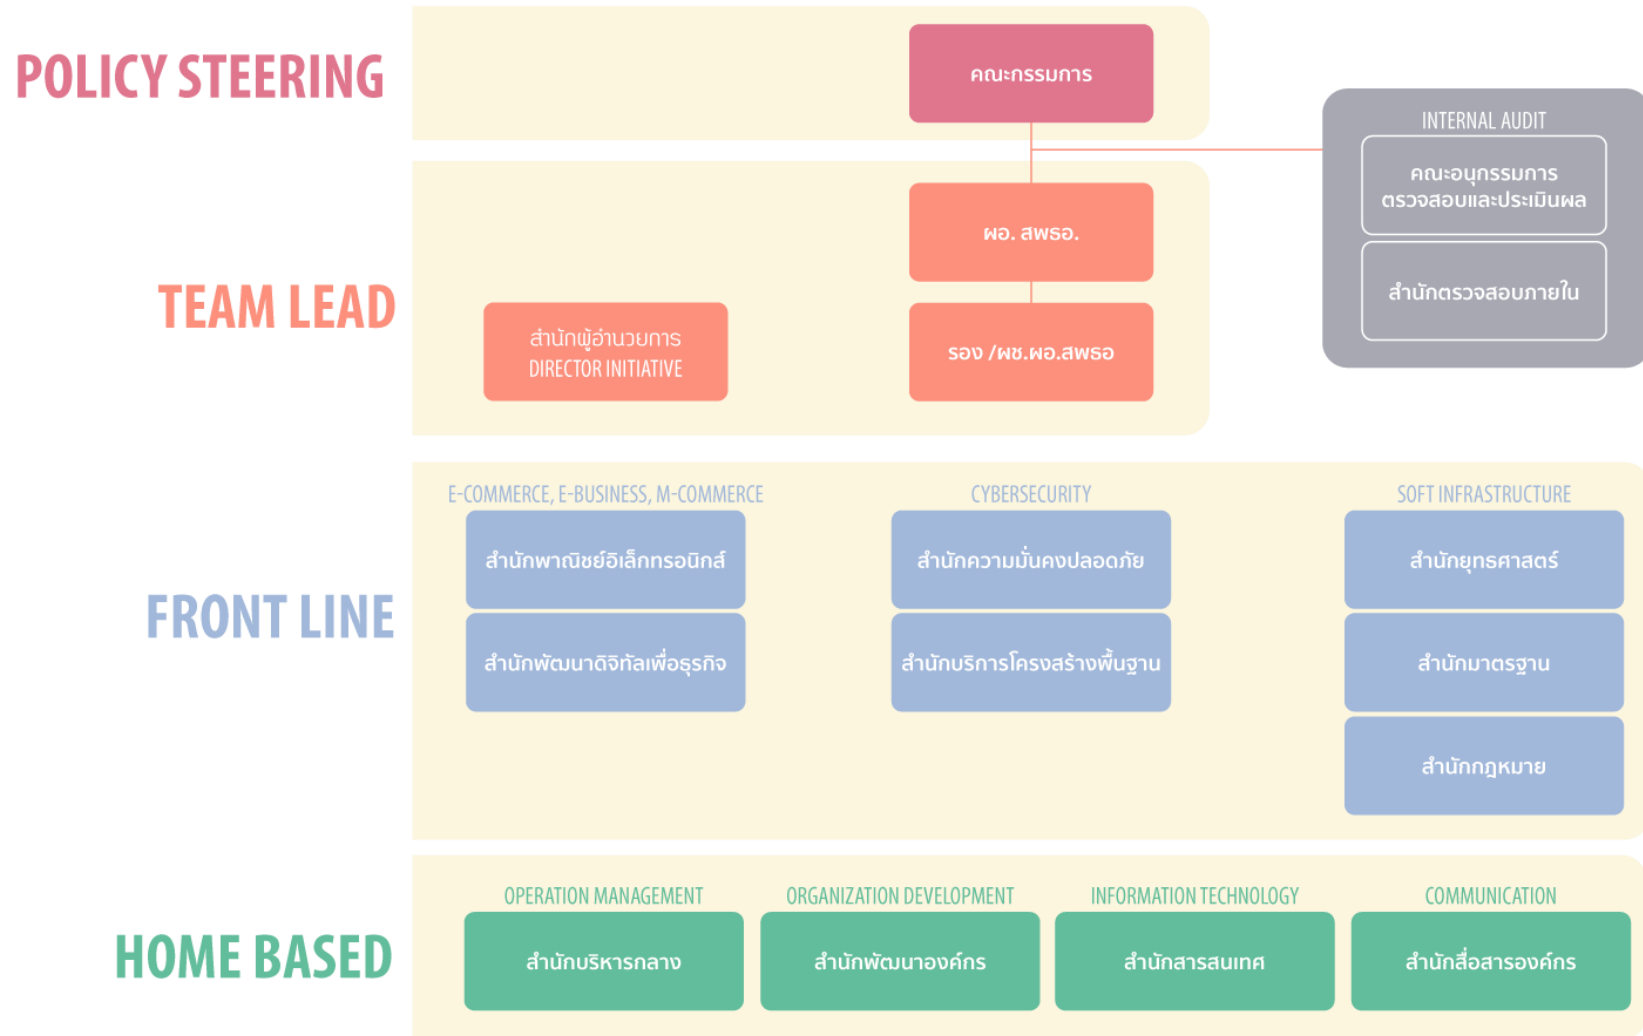 POLICY STEERING
คณะกรรมการ
INTERNAL AUDIT
คณะอนุกรรมการ
ตรวจสอบและประเมินผล
สำนักตรวจสอบภายใน
TEAM LEAD
ผอ. สพธอ.
สำนักผู้อำนวยการ
DIRECTOR INITIATIVE
รอง /ผช.ผอ.สพธอ
FRONT LINE
E-COMMERCE, E-BUSINESS, M-COMMERCE
สำนักพาณิชย์อิเล็กทรอนิกส์
สำนักพัฒนาดิจิทัลเพื่อธุรกิจ
CYBERSECURITY
สำนักความมั่นคงปลอดภัย
สำนักบริการโครงสร้างพื้นฐาน
SOFT INFRASTRUCTURE
สำนักยุทธศาสตร์
สำนักมาตรฐาน
สำนักกฎหมาย
HOME BASED
OPERATION MANAGEMENT
สำนักบริหารกลาง
ORGANIZATION DEVELOPMENT
สำนักพัฒนาองค์กร
INFORMATION TECHNOLOGY
สำนักสารสนเทศ
COMMUNICATION
สำนักสื่อสารองค์กร